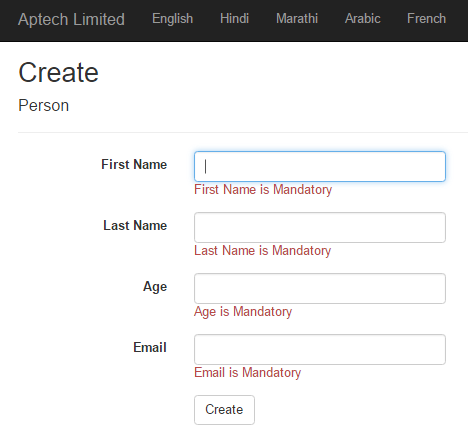 Aptech Limited English Hindi Marathi Arabic French
Create
Person
First Name
First Name is Mandatory
Last Name
Last Name is Mandatory
Age
Age is Mandatory
Email
Email is Mandatory
Create